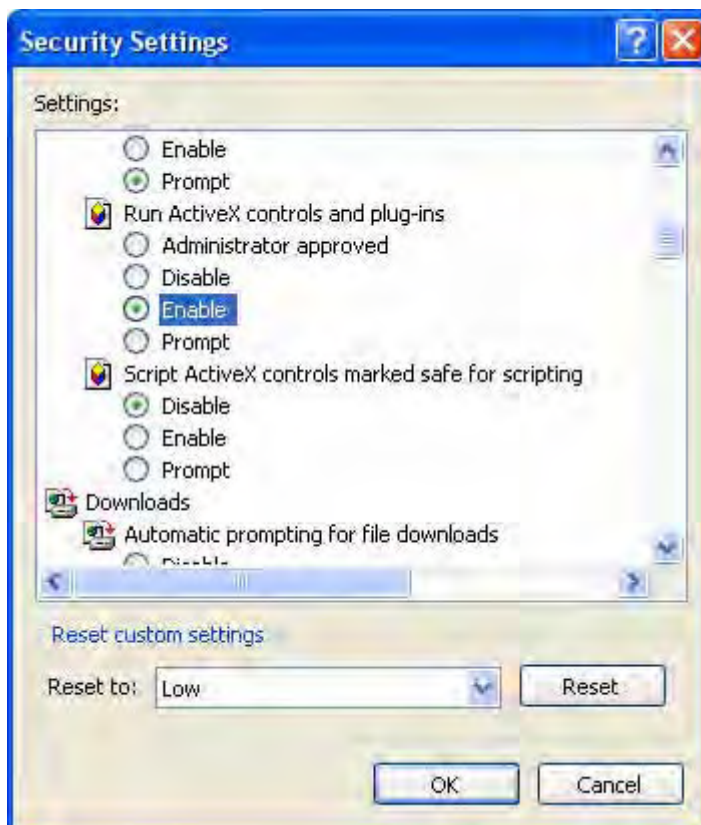 Security Settings
Settings:
Enable
Prompt
Run ActiveX controls and plug-ins
Administrator approved
Disable
Enable
Prompt
Script ActiveX controls marked safe for scripting
Disable
Enable
Prompt
Downloads
Automatic prompting for file downloads
Disable
Reset custom settings
Reset to: Low Reset
OK Cancel